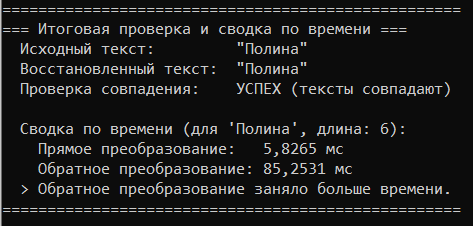 ===================================================
=== Итоговая проверка и сводка по времени ===
Исходный текст: "Полина"
Восстановленный текст: "Полина"
Проверка совпадения: УСПЕХ (тексты совпадают)
Сводка по времени (для 'Полина', длина: 6):
Прямое преобразование: 5,8265 мс
Обратное преобразование: 85,2531 мс
> Обратное преобразование заняло больше времени.
===================================================